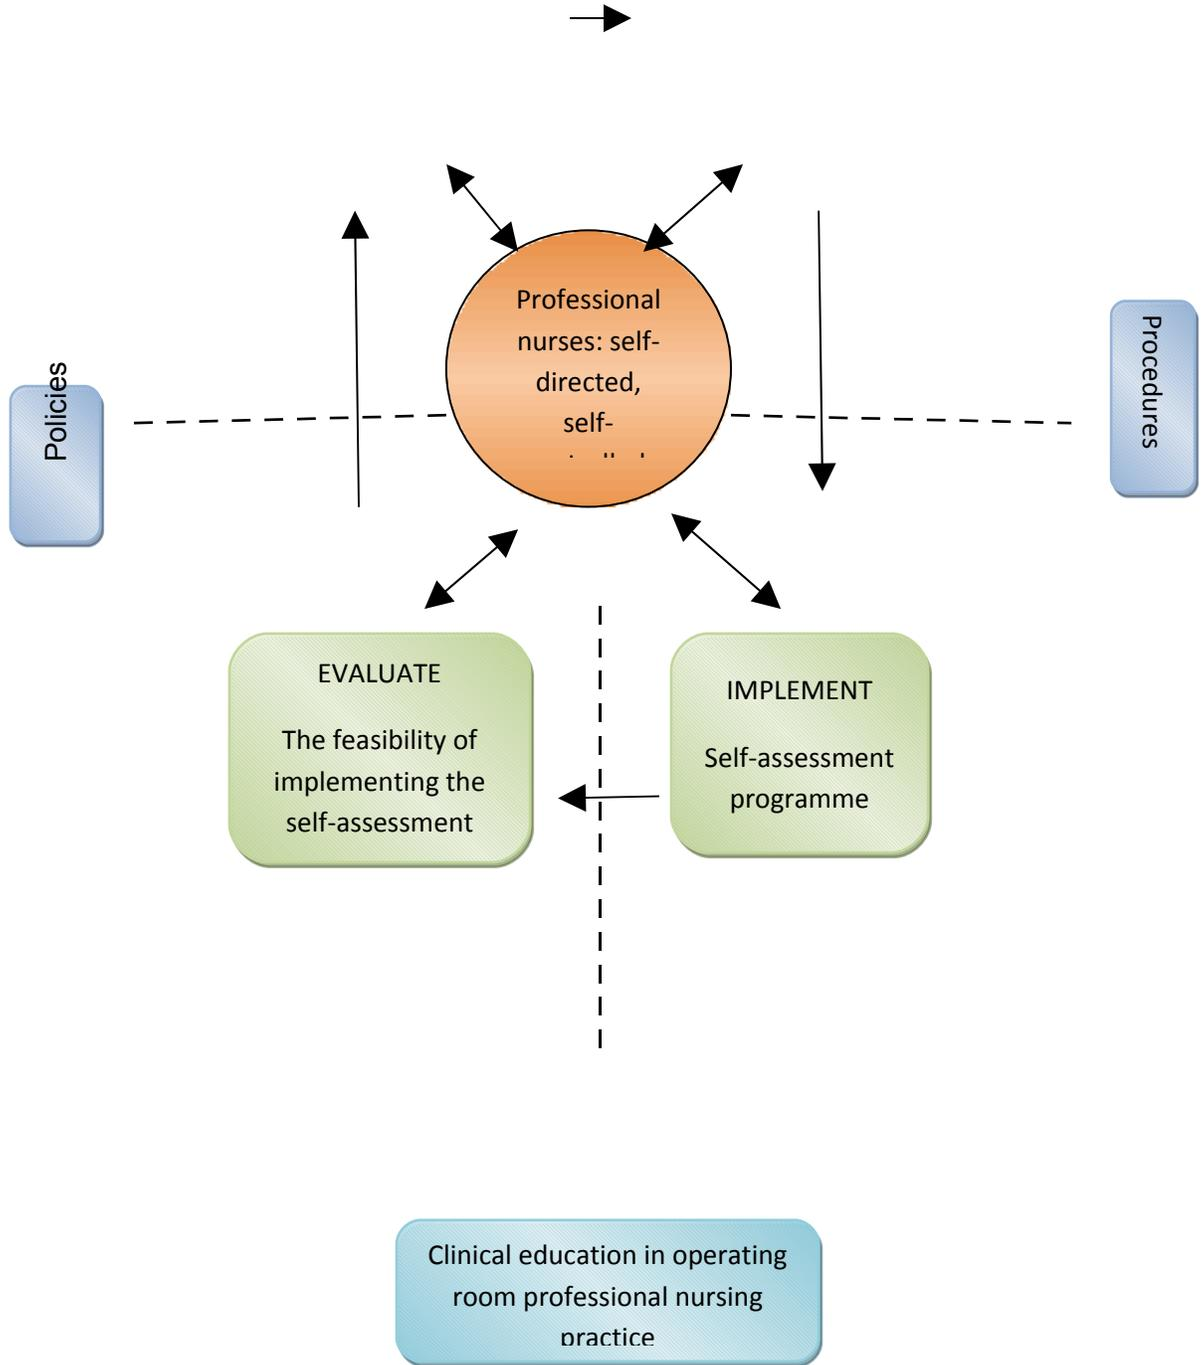 Professional
nurses: self-
directed,
self-
Policies
Procedures
EVALUATE
The feasibility of
implementing the
self-assessment
IMPLEMENT
Self-assessment
programme
Clinical education in operating
room professional nursing
practice